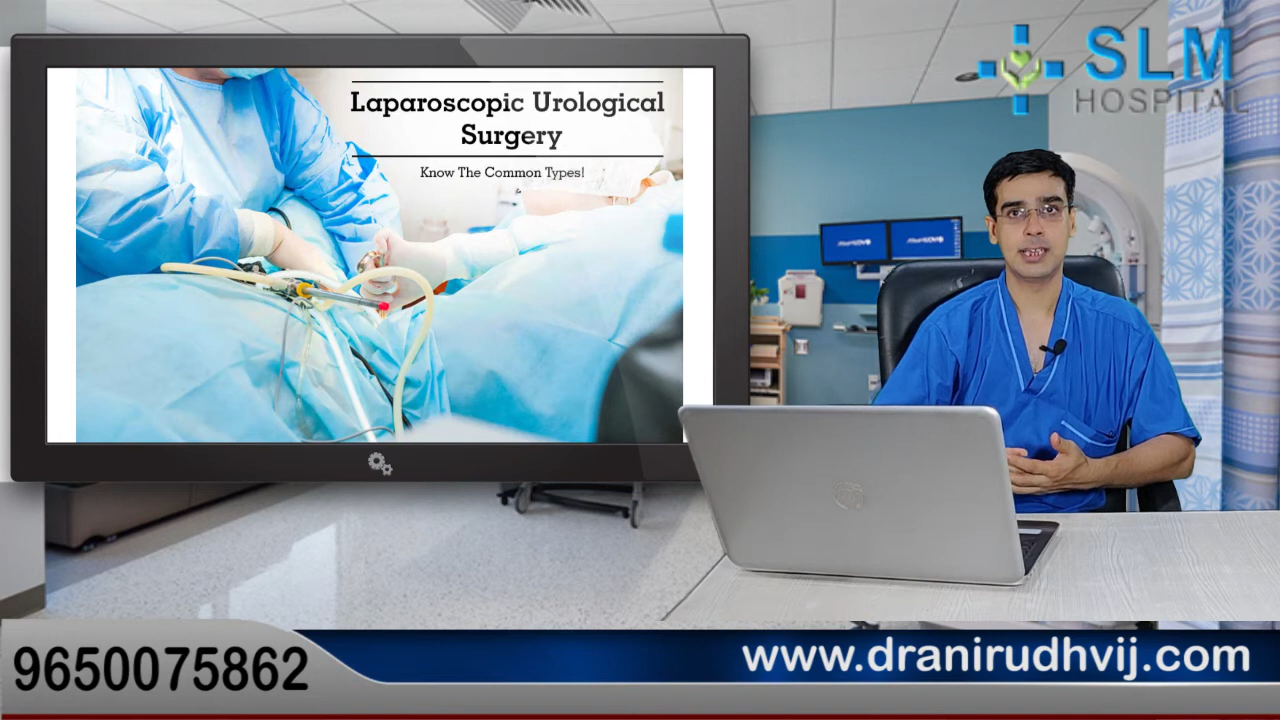 Laparoscopic Urological
Surgery
Know The Common Types!
SLM
HOSPITAL
9650075862
www.dranirudhvij.com